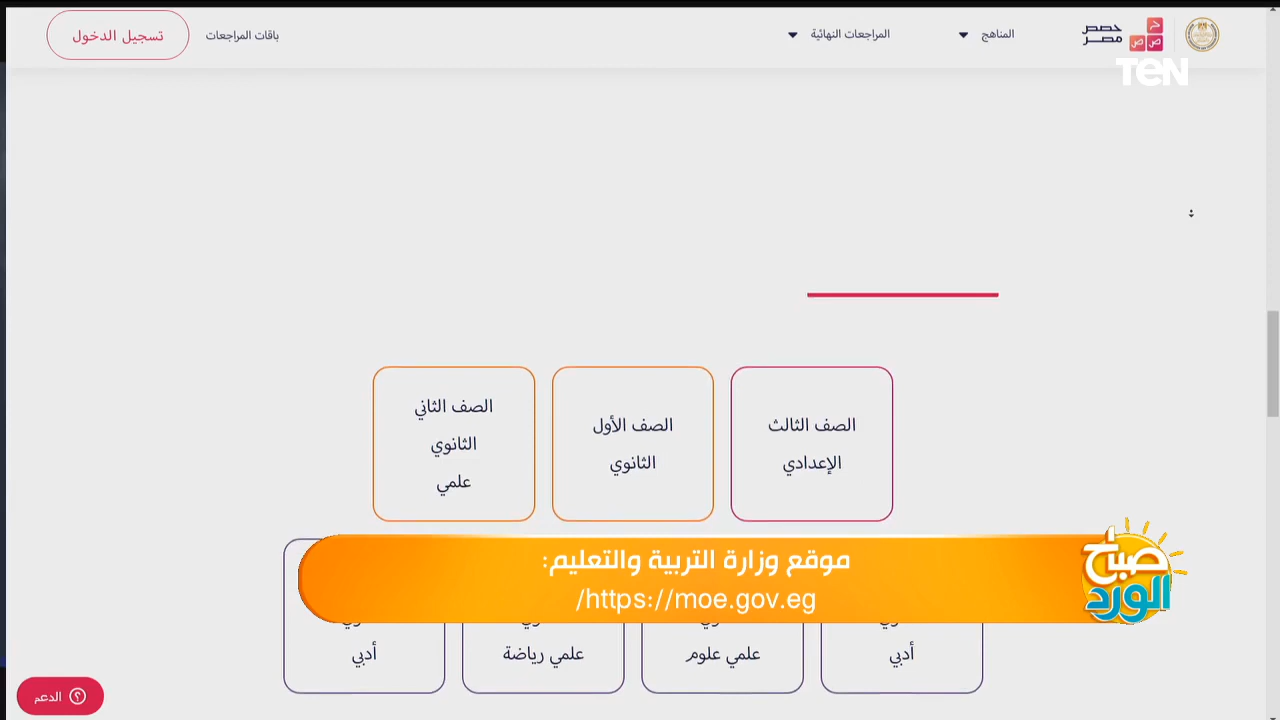 حصص
مصر
المناهج
المراجعات النهائية
باقات المراجعات
تسجيل الدخول
TEN
الصف الثالث
الإعدادي
الصف الأول
الثانوي
الصف الثاني
الثانوي
علمي
موقع وزارة التربية والتعليم:
https://moe.gov.eg/
صباح
الورد
أدبي
علمي علوم
علمي رياضة
أدبي
الدعم